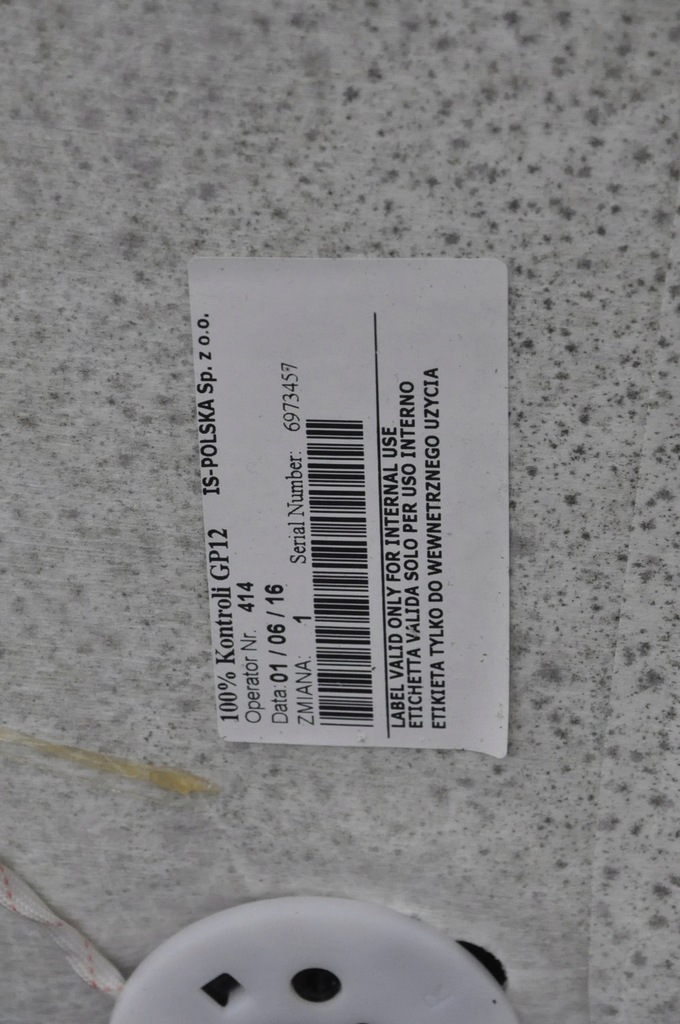 100% Kontroli GP12 IS-POLSKA Sp. z o.o.
Operator Nr. 414
Data: 01 / 06 / 16
ZMIANA: 1 Serial Number: 6973457
LABEL VALID ONLY FOR INTERNAL USE
ETICHETTA VALIDA SOLO PER USO INTERNO
ETIKIETA TYLKO DO WEWNETRZNEGO UZYCIA